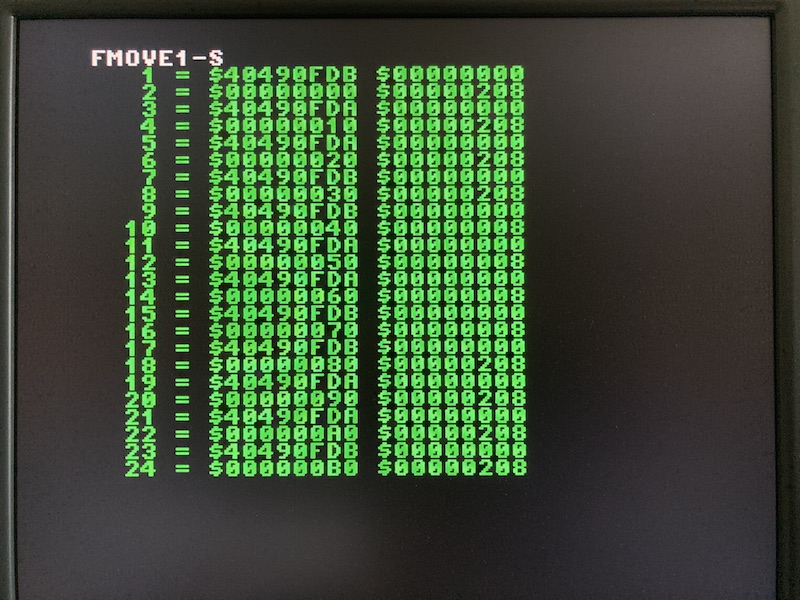 FMOVE1-S
1 = $40490FDB $00000000
2 = $00000000 $00000208
3 = $40490FDA $00000000
4 = $00000010 $00000208
5 = $40490FDA $00000000
6 = $00000020 $00000208
7 = $40490FDB $00000000
8 = $00000030 $00000208
9 = $40490FDB $00000000
10 = $00000040 $00000008
11 = $40490FDA $00000000
12 = $00000050 $00000008
13 = $40490FDA $00000000
14 = $00000060 $00000008
15 = $40490FDB $00000000
16 = $00000070 $00000008
17 = $40490FDB $00000000
18 = $00000080 $00000208
19 = $40490FDA $00000000
20 = $00000090 $00000208
21 = $40490FDA $00000000
22 = $000000A0 $00000208
23 = $40490FDB $00000000
24 = $000000B0 $00000208